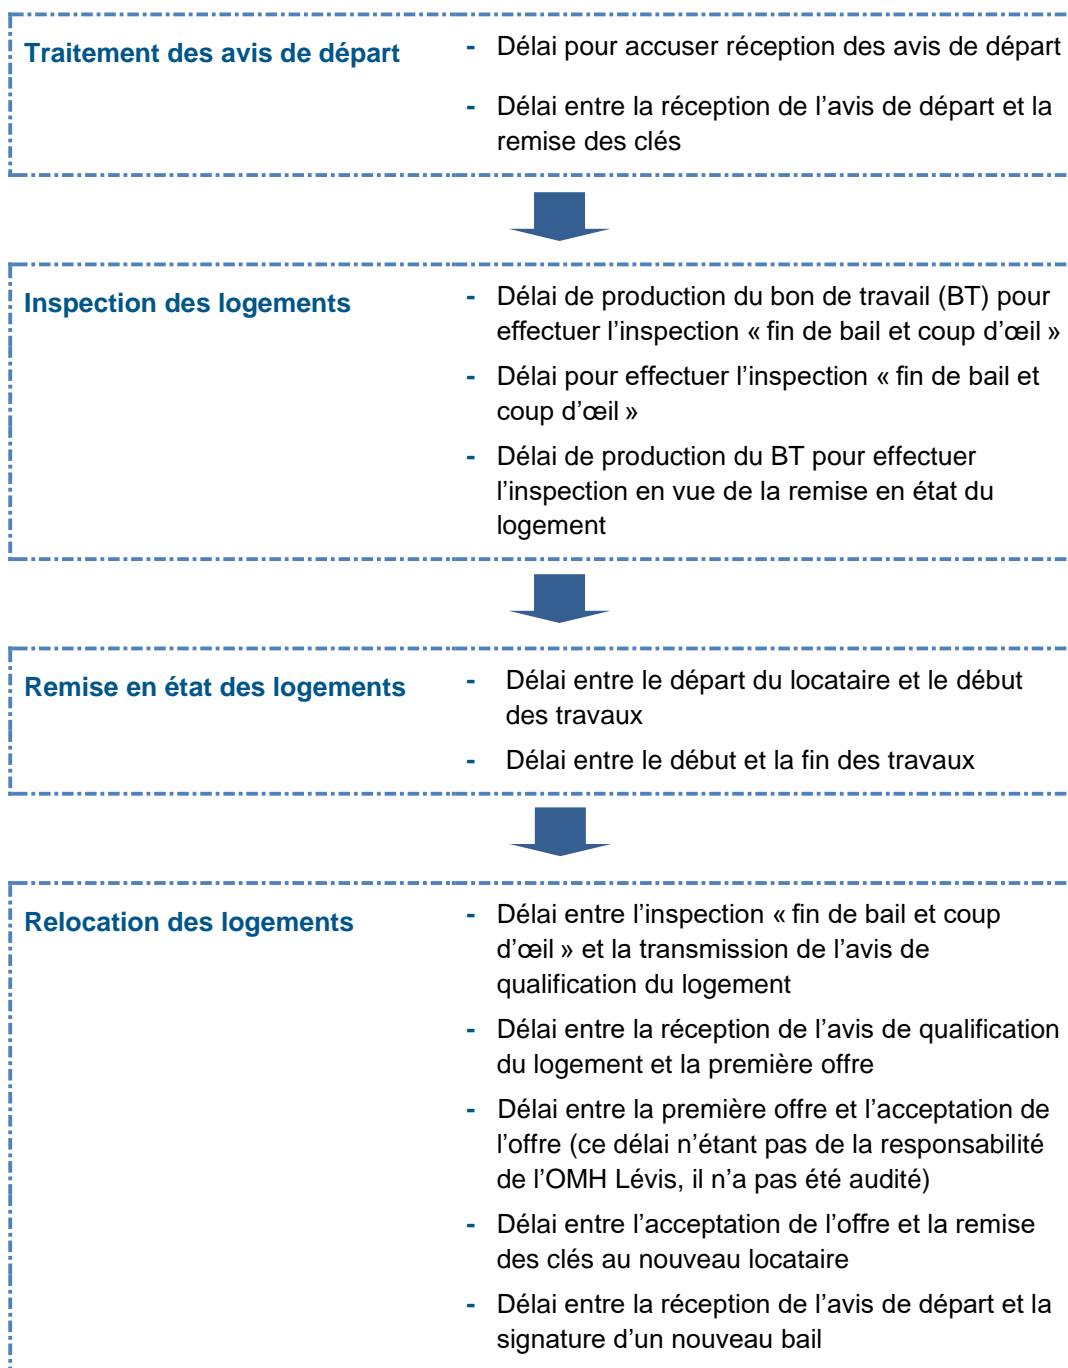 Traitement des avis de départ
- Délai pour accuser réception des avis de départ
- Délai entre la réception de l’avis de départ et la
remise des clés
Inspection des logements
- Délai de production du bon de travail (BT) pour
effectuer l’inspection « fin de bail et coup d’œil »
- Délai pour effectuer l’inspection « fin de bail et
coup d’œil »
- Délai de production du BT pour effectuer
l’inspection en vue de la remise en état du
logement
Remise en état des logements
- Délai entre le départ du locataire et le début
des travaux
- Délai entre le début et la fin des travaux
Relocation des logements
- Délai entre l’inspection « fin de bail et coup
d’œil » et la transmission de l’avis de
qualification du logement
- Délai entre la réception de l’avis de qualification
du logement et la première offre
- Délai entre la première offre et l’acceptation de
l’offre (ce délai n’étant pas de la responsabilité
de l’OMH Lévis, il n’a pas été audité)
- Délai entre l’acceptation de l’offre et la remise
des clés au nouveau locataire
- Délai entre la réception de l’avis de départ et la
signature d’un nouveau bail